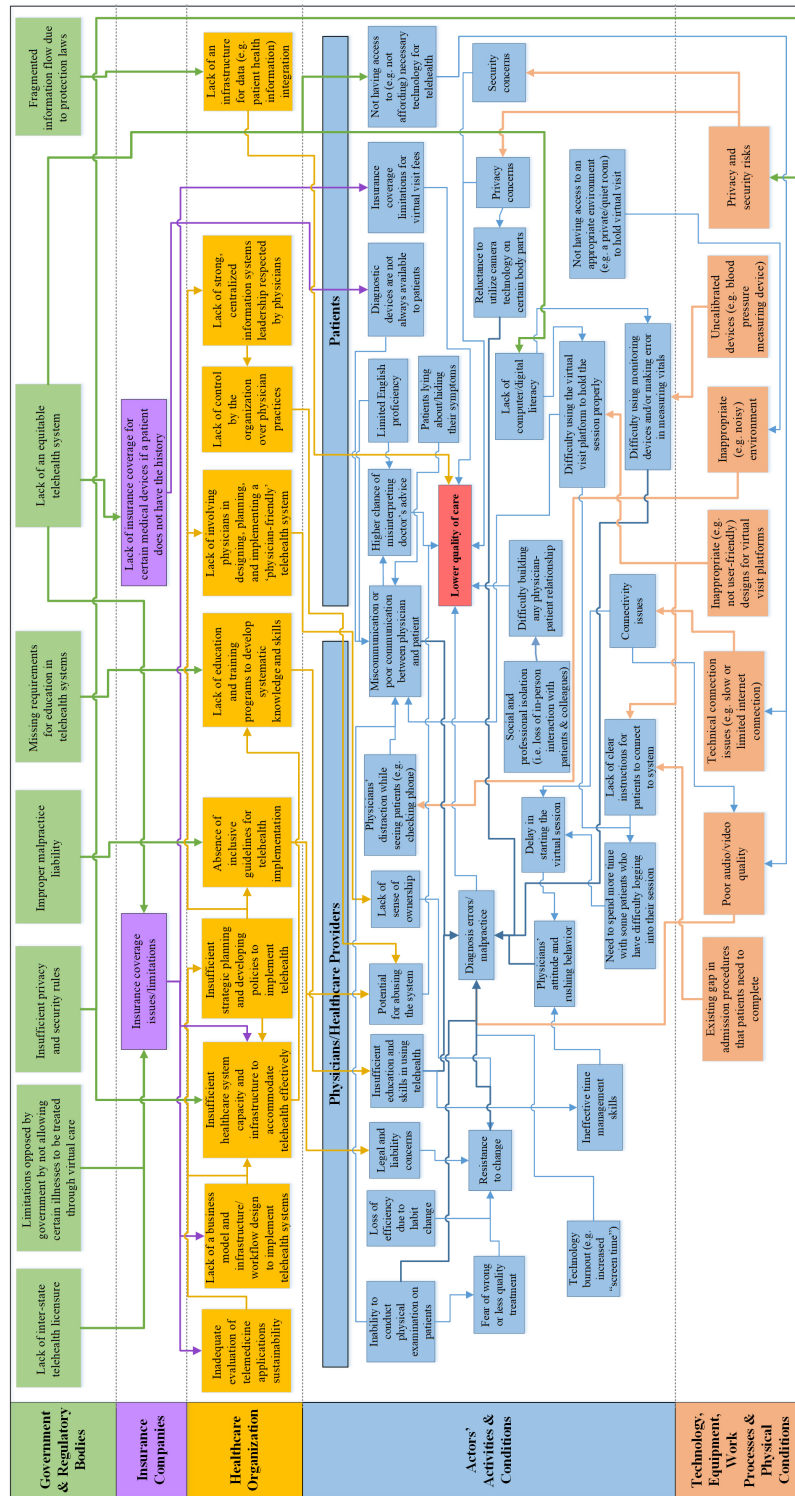 Government
& Regulatory
Bodies
Lack of inter-state
telehealth licensure
Limitations opposed by
government by not allowing
certain illnesses to be treated
through virtual care
Insufficient privacy
and security rules
Improper malpractice
liability
Missing requirements
for education in
telehealth systems
Lack of an equitable
telehealth system
Fragmented
information flow due
to protection laws
Insurance
Companies
Insurance coverage
issues/limitations
Lack of insurance coverage for
certain medical devices if a patient
does not have the history
Healthcare
Organization
Inadequate
evaluation of
telemedicine
applications
sustainability
Lack of a business
model and
infrastructure/
workflow design
to implement
telehealth systems
Insufficient
healthcare system
capacity and
infrastructure to
accommodate
telehealth effectively
Insufficient
strategic planning
and developing
policies to
implement
telehealth
Absence of
inclusive
guidelines for
telehealth
implementation
Lack of education
and training
programs to develop
systematic
knowledge and skills
Lack of involving
physicians in
designing, planning,
and implementing a
'physician-friendly'
telehealth system
Lack of control
by the
organization
over physician
practices
Lack of strong,
centralized
information systems
leadership respected
by physicians
Lack of an
infrastructure
for data (e.g.
patient health
information)
integration
Actors'
Activities &
Conditions
Physicians/Healthcare Providers
Patients
Inability to
conduct
physical
examination on
patients
Loss of
efficiency
due to habit
change
Legal and
liability
concerns
Insufficient
education and
skills in using
telehealth
Potential
for abusing
the system
Lack of
sense of
ownership
Physicians'
distraction while
seeing patients (e.g.
checking phone)
Miscommunication or
poor communication
between physician
and patient
Higher chance of
misinterpreting
doctor's advice
Limited English
proficiency
Patients lying
about/hiding
their symptoms
Diagnostic
devices are not
always available
to patients
Insurance
coverage
limitations for
virtual visit fees
Not having access
to (e.g. not
affording) necessary
technology for
telehealth
Fear of wrong
or less quality
treatment
Resistance
to change
Diagnosis errors/
malpractice
Lower quality of care
Social and
professional isolation
(i.e. loss of in-person
interaction with
patients & colleagues)
Difficulty building
any physician-
patient relationship
Reluctance to
utilize camera
technology on
certain body parts
Privacy
concerns
Security
concerns
Technology
burnout (e.g.
increased
"screen time")
Ineffective time
management
skills
Physicians'
attitude and
rushing behavior
Delay in
starting the
virtual session
Need to spend more time
with some patients who
have difficulty logging
into their session
Lack of clear
instructions for
patients to connect
to system
Connectivity
issues
Lack of
computer/digital
literacy
Difficulty using the virtual
visit platform to hold the
session properly
Difficulty using monitoring
devices and/or making error
in measuring vitals
Not having access to an
appropriate environment
(e.g. a private/quiet room)
to hold virtual visit
Technology,
Equipment,
Work
Processes &
Physical
Conditions
Existing gap in
admission procedures
that patients need to
complete
Poor audio/video
quality
Technical connection
issues (e.g. slow or
limited internet
connection)
Inappropriate (e.g.
not user-friendly)
designs for virtual
visit platforms
Inappropriate
(e.g. noisy)
environment
Uncalibrated
devices (e.g. blood
pressure
measuring device)
Privacy and
security risks